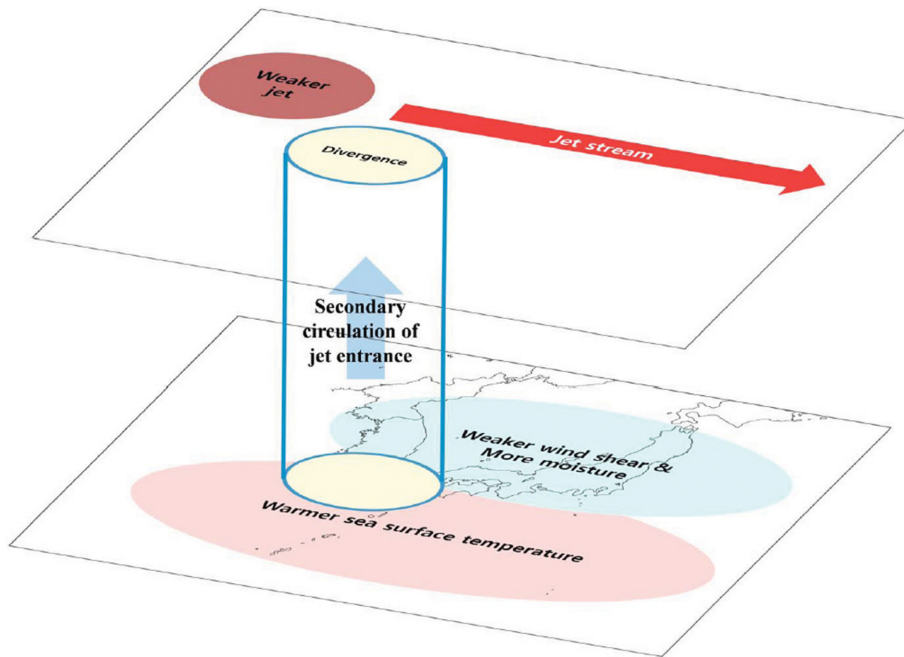 Weaker
jet
Jet stream
Divergence
Secondary
circulation of
jet entrance
Weaker wind shear &
More moisture
Warmer sea surface temperature